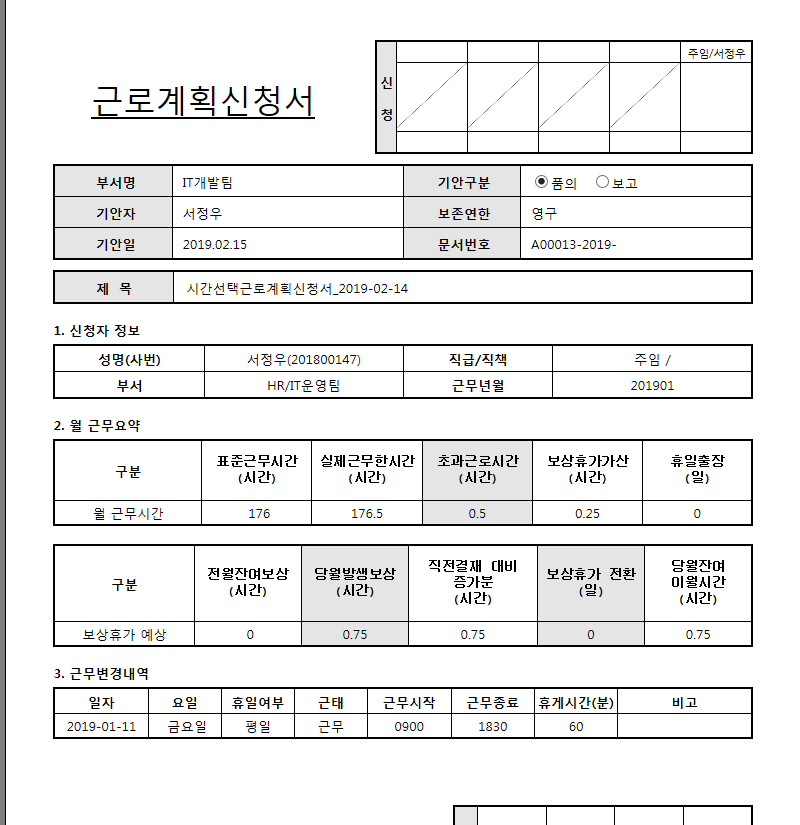 근로계획신청서
신청
주임/서정우
부서명 IT개발팀 기안구분 품의 보고
기안자 서정우 보존연한 영구
기안일 2019.02.15 문서번호 A00013-2019-
제 목 시간선택근로계획신청서_2019-02-14
1. 신청자 정보
성명(사번) 서정우(201800147) 직급/직책 주임 /
부서 HR/IT운영팀 근무년월 201901
2. 월 근무요약
구분 표준근무시간 (시간) 실제근무한시간 (시간) 초과근로시간 (시간) 보상휴가가산 (시간) 휴일출장 (일)
월 근무시간 176 176.5 0.5 0.25 0
구분 전월잔여보상 (시간) 당월발생보상 (시간) 직전결재 대비 증가분 (시간) 보상휴가 전환 (일) 당월잔여 이월시간 (시간)
보상휴가 예상 0 0.75 0.75 0 0.75
3. 근무변경내역
일자 요일 휴일여부 근태 근무시작 근무종료 휴게시간(분) 비고
2019-01-11 금요일 평일 근무 0900 1830 60